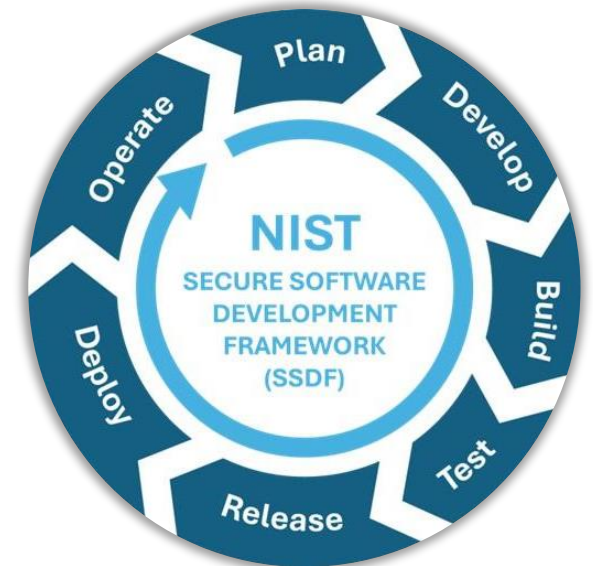 Plan
Develop
Build
Test
Release
Deploy
Operate
NIST
SECURE SOFTWARE
DEVELOPMENT
FRAMEWORK
(SSDF)